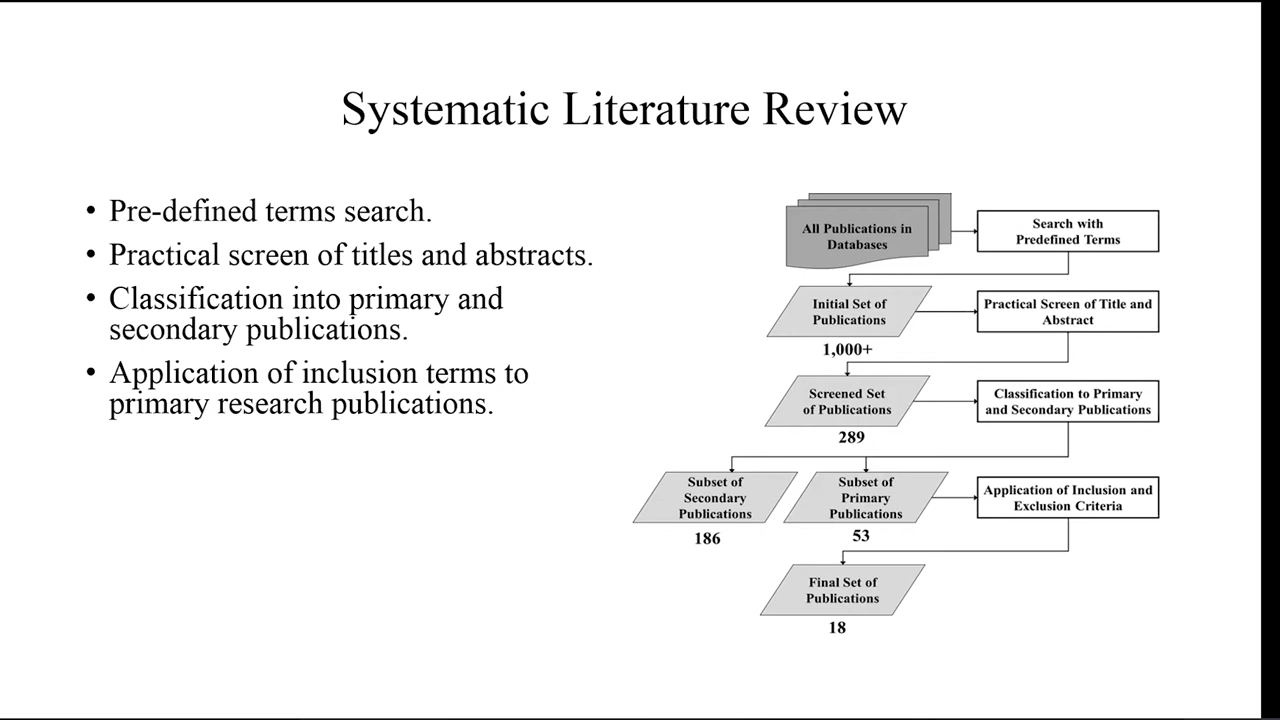 Systematic Literature Review
• Pre-defined terms search.
• Practical screen of titles and abstracts.
• Classification into primary and
secondary publications.
• Application of inclusion terms to
primary research publications.
All Publications in
Databases
Search with
Predefined Terms
Initial Set of
Publications
1,000+
Practical Screen of Title and
Abstract
Screened Set
of Publications
289
Classification to Primary
and Secondary Publications
Subset of
Secondary
Publications
186
Subset of
Primary
Publications
53
Application of Inclusion and
Exclusion Criteria
Final Set of
Publications
18